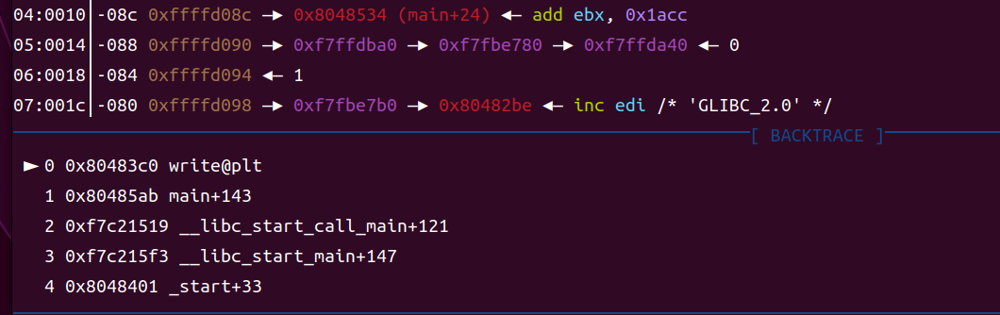 04:0010│-08c 0xffffd08c —▸ 0x8048534 (main+24) ◂— add ebx, 0x1acc
05:0014│-088 0xffffd090 —▸ 0xf7ffdba0 —▸ 0xf7fbe780 —▸ 0xf7ffda40 ◂— 0
06:0018│-084 0xffffd094 ◂— 1
07:001c│-080 0xffffd098 —▸ 0xf7fbe7b0 —▸ 0x80482be ◂— inc edi /* 'GLIBC_2.0' */
[ BACKTRACE ]
► 0 0x80483c0 write@plt
1 0x80485ab main+143
2 0xf7c21519 __libc_start_call_main+121
3 0xf7c215f3 __libc_start_main+147
4 0x8048401 _start+33